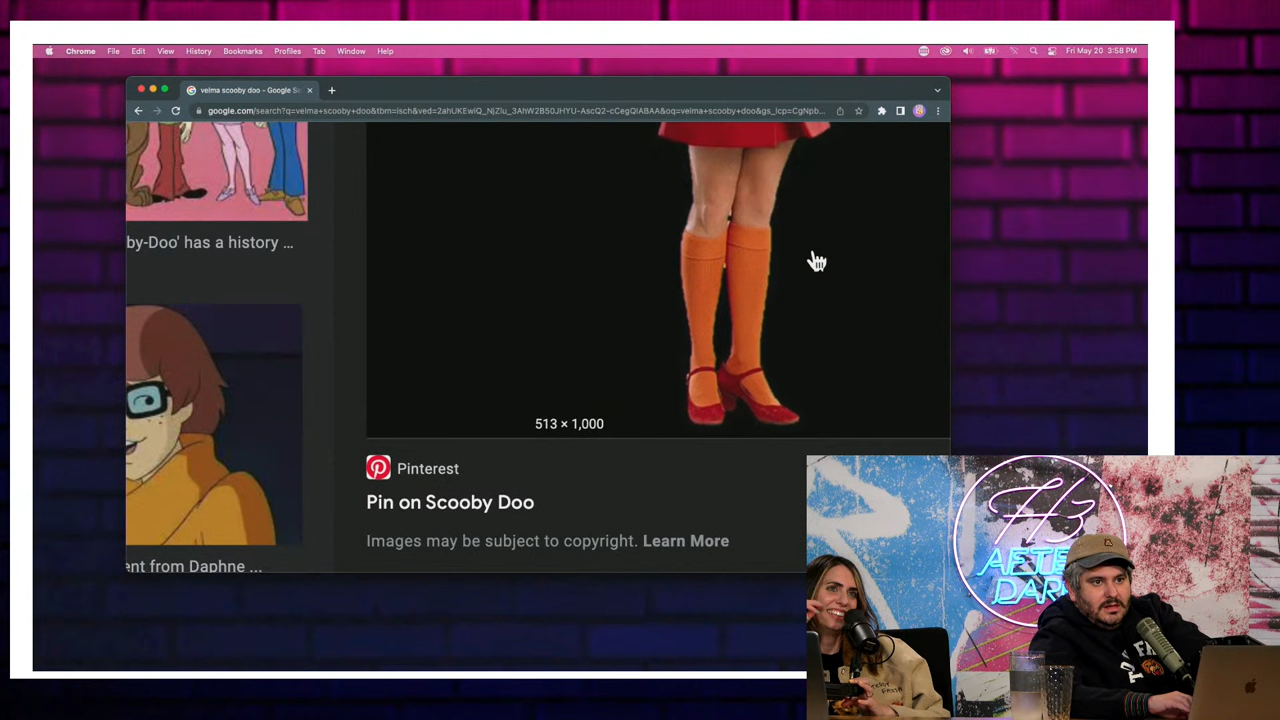 Chrome File Edit View History Bookmarks Profiles Tab Window Help
Fri May 20 3:58 PM
velma scooby doo - Google Se
by-Doo' has a history ...
513 × 1,000
Pinterest
Pin on Scooby Doo
Images may be subject to copyright. Learn More
ent from Daphne ...
H3
AFTER
DARK